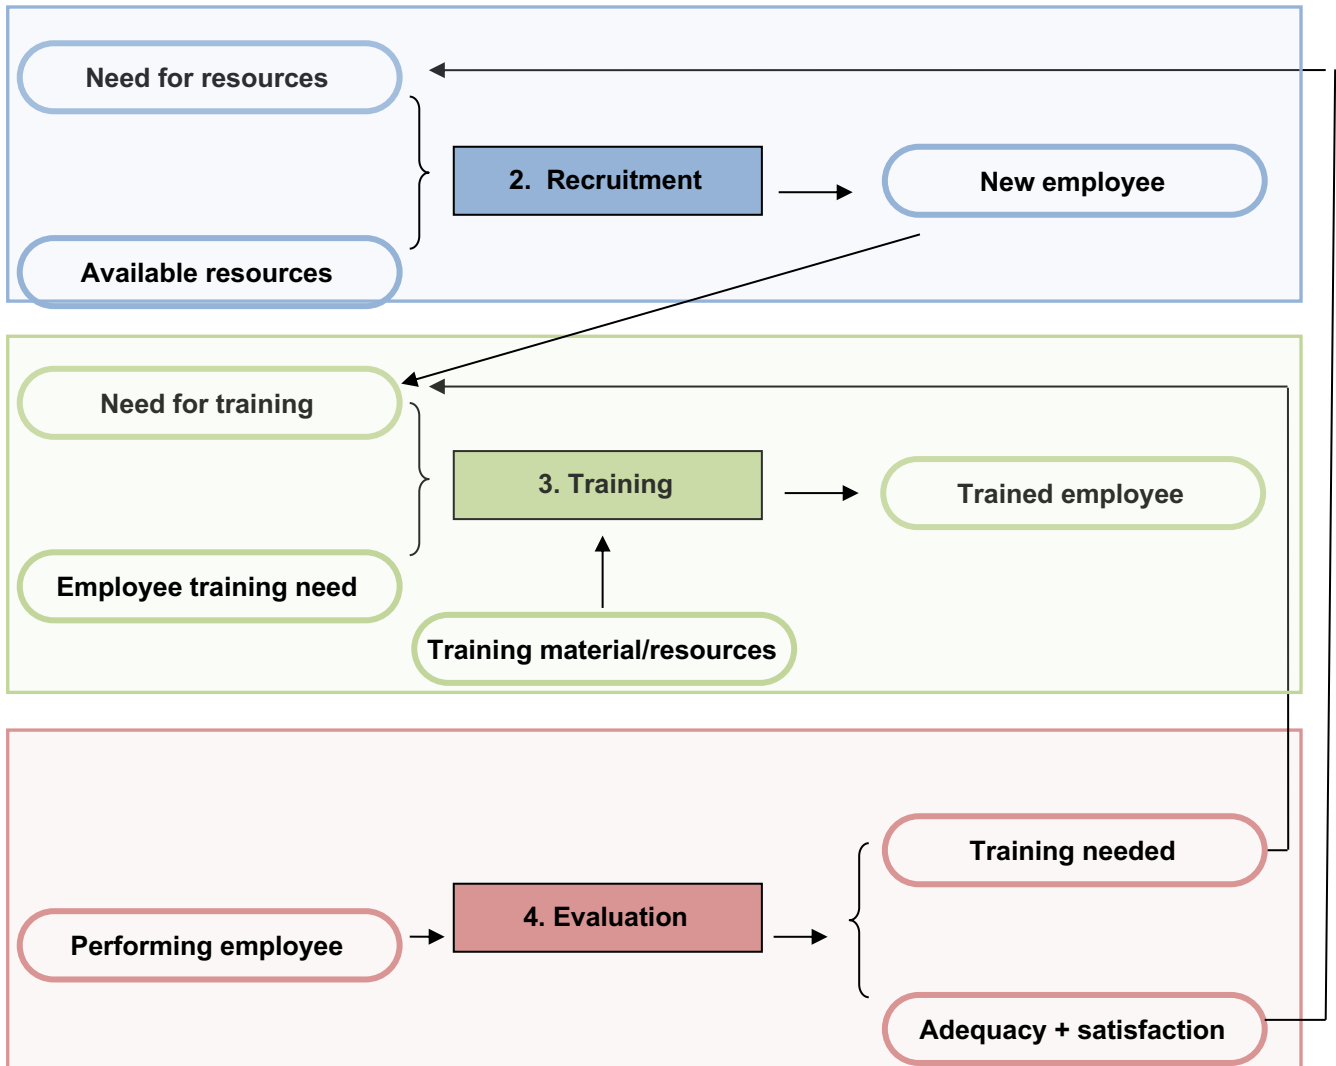 Need for resources
2.  Recruitment
New employee
Available resources
Need for training
3. Training
Trained employee
Employee training need
Training material/resources
Training needed
4. Evaluation
Performing employee
Adequacy + satisfaction